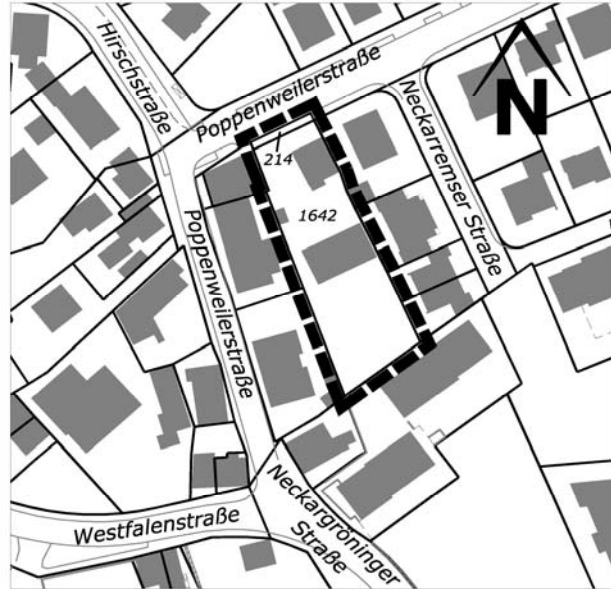 Hirschstraße
Poppenweilerstraße
N
214
1642
Neckarremser Straße
Poppenweilerstraße
Westfalenstraße
Neckargröninger
Straße